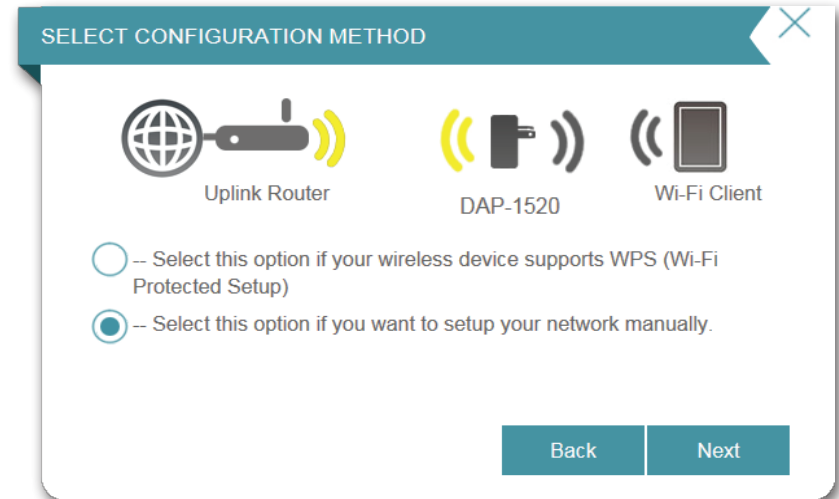 SELECT CONFIGURATION METHOD
Uplink Router
DAP-1520
Wi-Fi Client
-- Select this option if your wireless device supports WPS (Wi-Fi
Protected Setup)
-- Select this option if you want to setup your network manually.
Back
Next